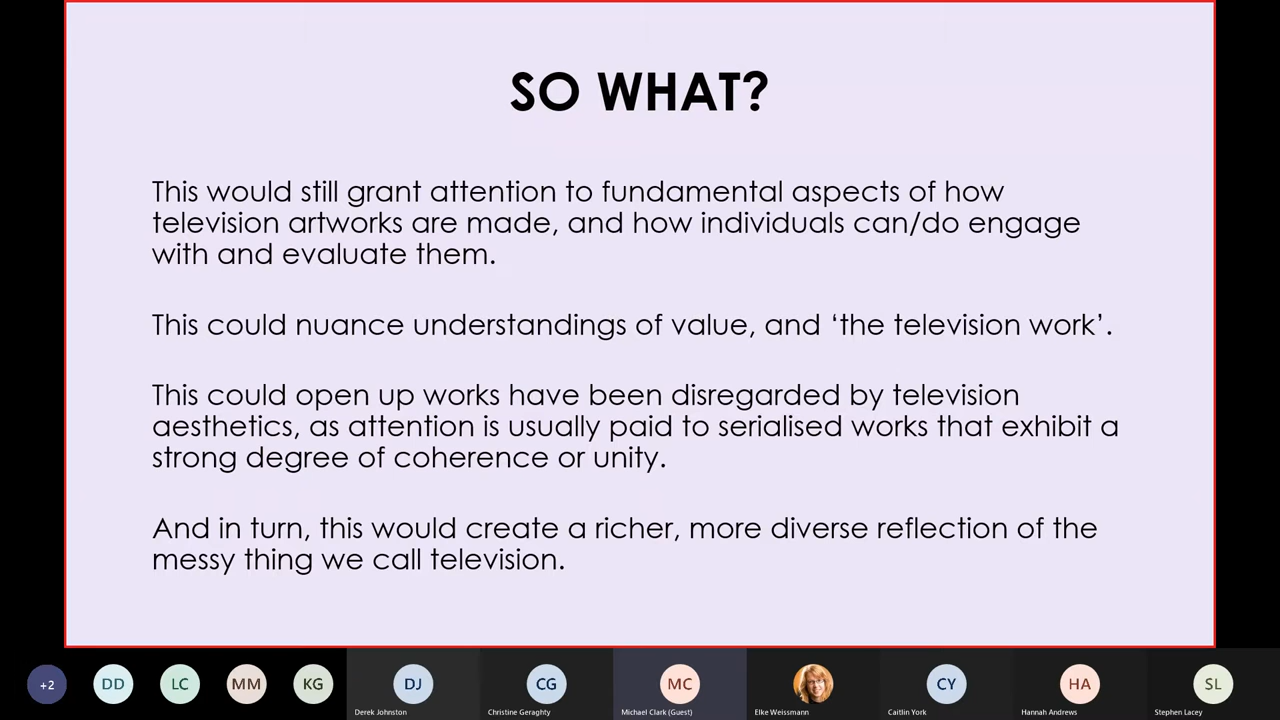 SO WHAT?
This would still grant attention to fundamental aspects of how
television artworks are made, and how individuals can/do engage
with and evaluate them.
This could nuance understandings of value, and ‘the television work’.
This could open up works have been disregarded by television
aesthetics, as attention is usually paid to serialised works that exhibit a
strong degree of coherence or unity.
And in turn, this would create a richer, more diverse reflection of the
messy thing we call television.
+2
DD
LC
MM
KG
DJ
CG
MC
CY
HA
SL
Derek Johnston
Christine Geraghty
Michael Clark (Guest)
Elke Weissmann
Caitlin York
Hannah Andrews
Stephen Lacey